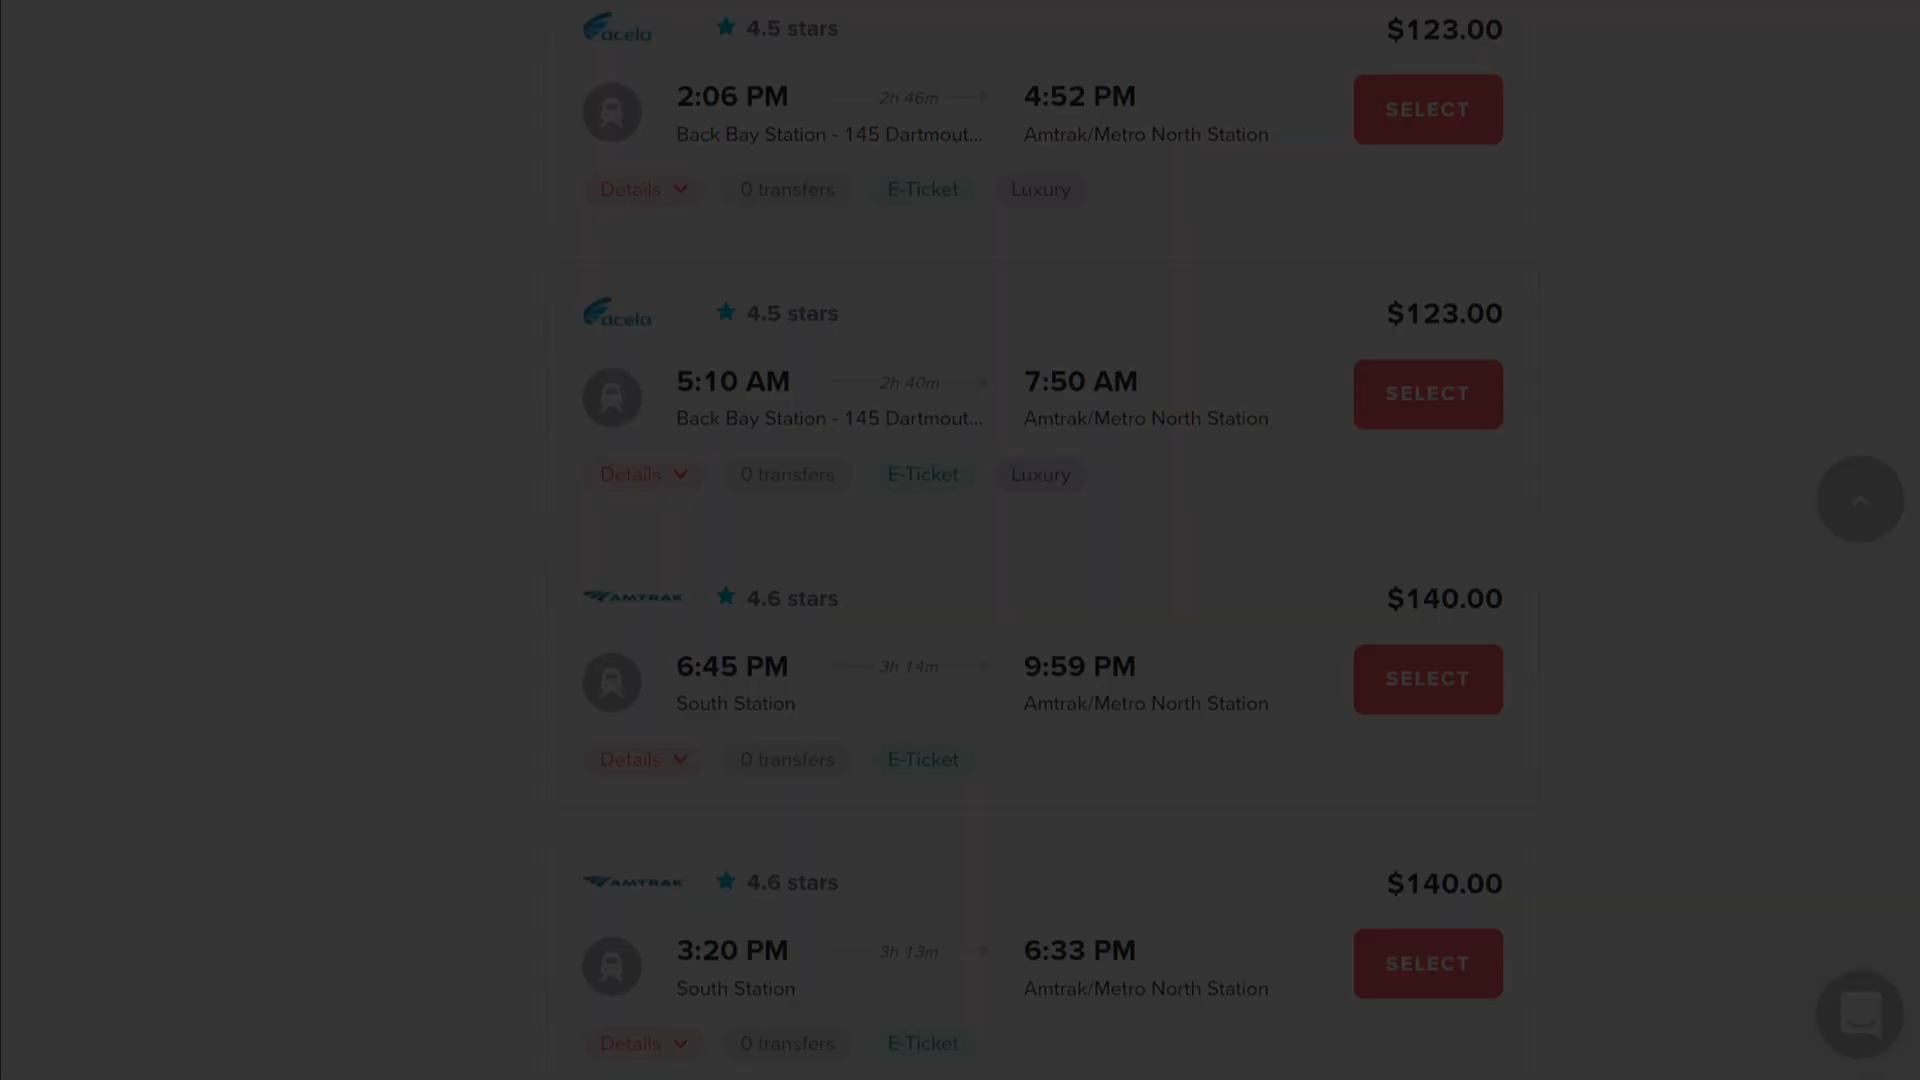 acela 4.5 stars $123.00
2:06 PM 2h 46m 4:52 PM SELECT
Back Bay Station - 145 Dartmout... Amtrak/Metro North Station
Details 0 transfers E-Ticket Luxury
acela 4.5 stars $123.00
5:10 AM 2h 40m 7:50 AM SELECT
Back Bay Station - 145 Dartmout... Amtrak/Metro North Station
Details 0 transfers E-Ticket Luxury
AMTRAK 4.6 stars $140.00
6:45 PM 3h 14m 9:59 PM SELECT
South Station Amtrak/Metro North Station
Details 0 transfers E-Ticket
AMTRAK 4.6 stars $140.00
3:20 PM 3h 13m 6:33 PM SELECT
South Station Amtrak/Metro North Station
Details 0 transfers E-Ticket